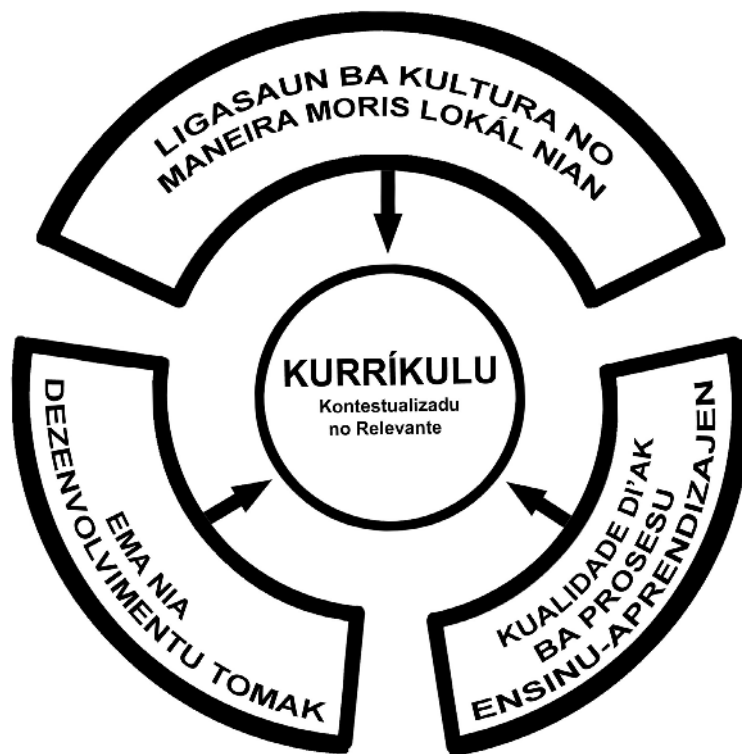 LIGASAUN BA KULTURA NO
MANEIRA MORIS LOKÁL NIAN
KURRÍKULU
Kontestualizadu
no Relevante
EMA NIA
DEZENVOLVIMENTU TOMAK
KUALIDADE DI'AK
BA PROSESU
ENSINU-APRENDIZAJEN